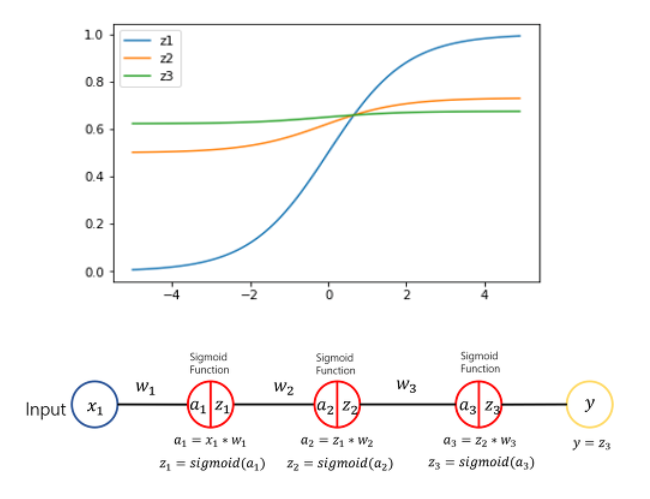 z1
z2
z3
1.0
0.8
0.6
0.4
0.2
0.0
−4 −2 0 2 4
Sigmoid Function
Sigmoid Function
Sigmoid Function
w₁ w₂ w₃
Input x₁ a₁ z₁ a₂ z₂ a₃ z₃ y
a₁ = x₁ * w₁ a₂ = z₁ * w₂ a₃ = z₂ * w₃ y = z₃
z₁ = sigmoid(a₁) z₂ = sigmoid(a₂) z₃ = sigmoid(a₃)